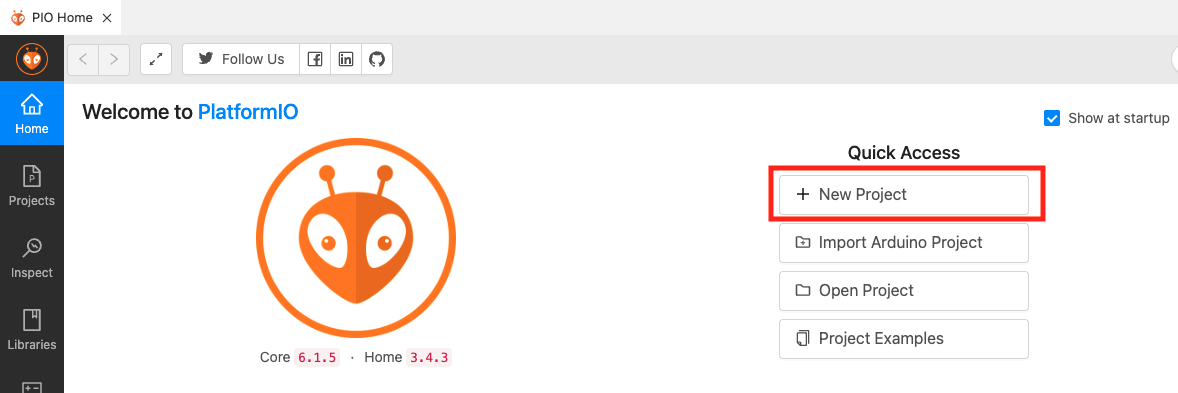 PIO Home
Follow Us
Home
Welcome to PlatformIO
Show at startup
Quick Access
New Project
Projects
Import Arduino Project
Inspect
Open Project
Libraries
Project Examples
Core 6.1.5 · Home 3.4.3